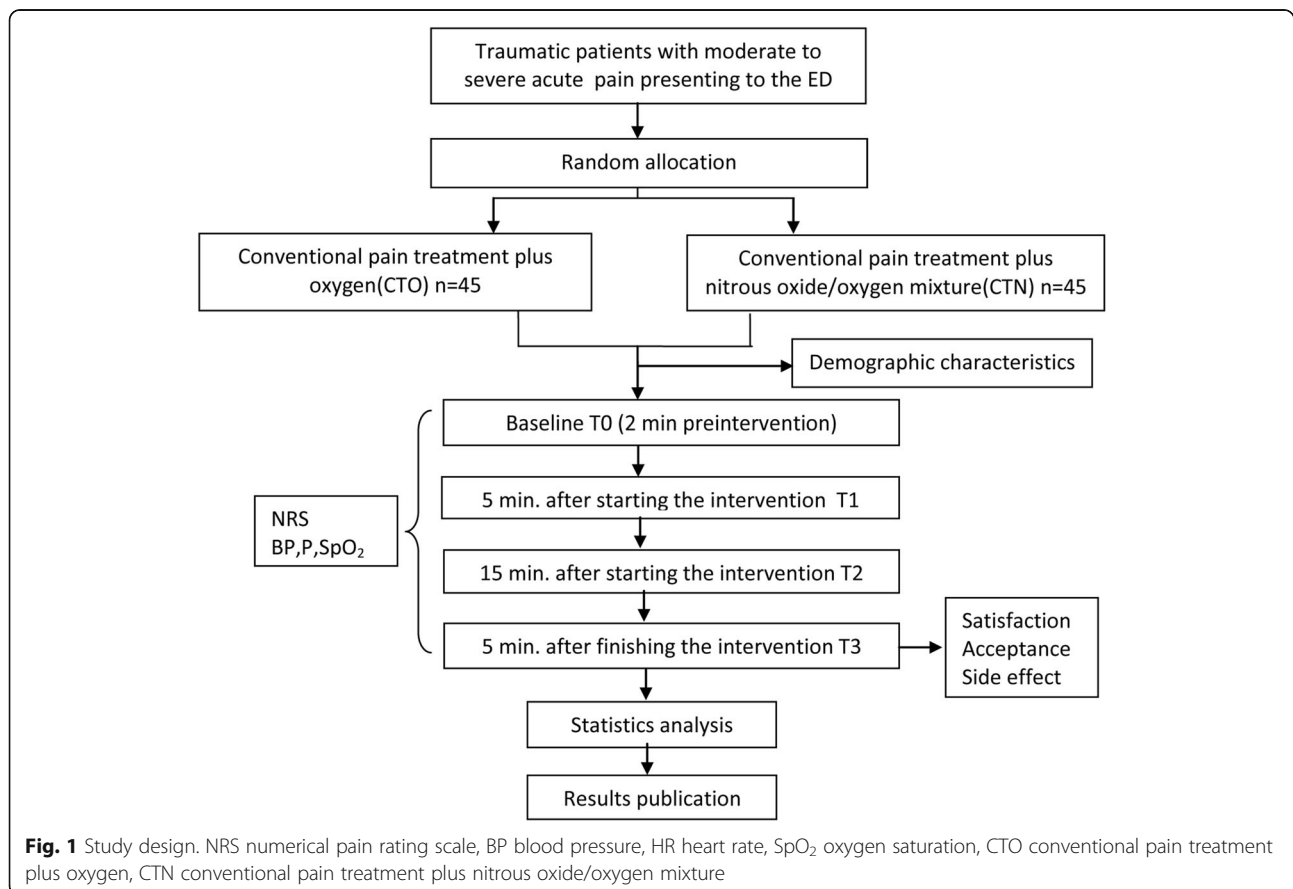 Traumatic patients with moderate to
severe acute pain presenting to the ED
Random allocation
Conventional pain treatment plus
oxygen(CTO) n=45
Conventional pain treatment plus
nitrous oxide/oxygen mixture(CTN) n=45
Demographic characteristics
Baseline T0 (2 min preintervention)
5 min. after starting the intervention T1
NRS
BP,P,SpO₂
15 min. after starting the intervention T2
5 min. after finishing the intervention T3
Satisfaction
Acceptance
Side effect
Statistics analysis
Results publication
Fig. 1 Study design. NRS numerical pain rating scale, BP blood pressure, HR heart rate, SpO₂ oxygen saturation, CTO conventional pain treatment
plus oxygen, CTN conventional pain treatment plus nitrous oxide/oxygen mixture